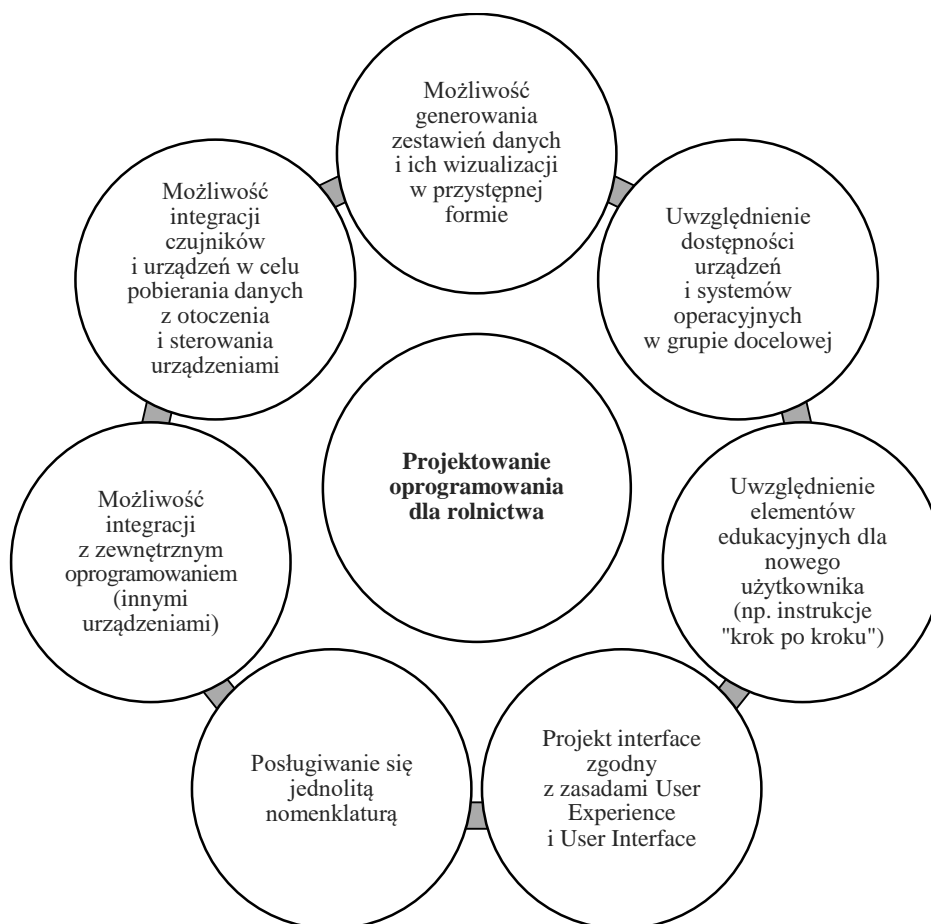 Możliwość
generowania
zestawień danych
i ich wizualizacji
w przystępnej
formie
Uwzględnienie
dostępności
urządzeń
i systemów
operacyjnych
w grupie docelowej
Uwzględnienie
elementów
edukacyjnych dla
nowego
użytkownika
(np. instrukcje
"krok po kroku")
Projekt interface
zgodny
z zasadami User
Experience
i User Interface
Posługiwanie się
jednolitą
nomenklaturą
Możliwość
integracji
z zewnętrznym
oprogramowaniem
(innymi
urządzeniami)
Możliwość
integracji
czujników
i urządzeń w celu
pobierania danych
z otoczenia
i sterowania
urządzeniami
Projektowanie
oprogramowania
dla rolnictwa